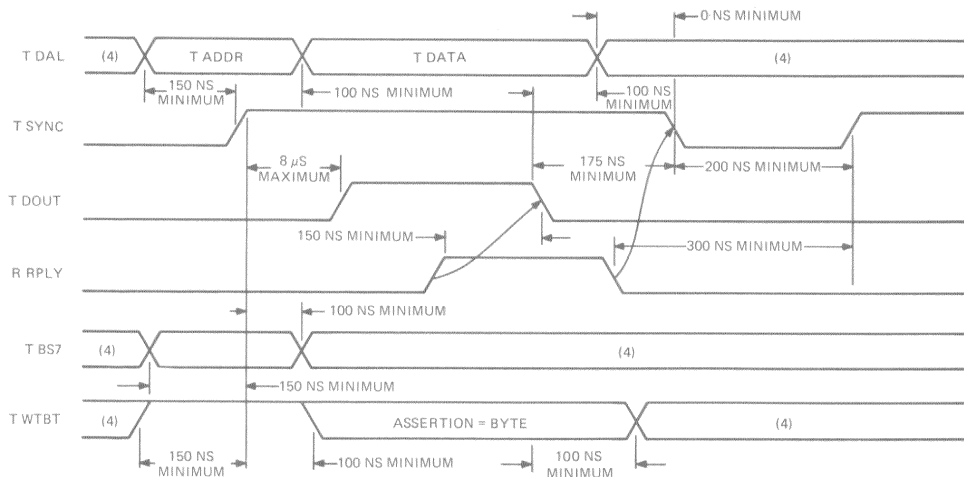 0 NS MINIMUM
T DAL (4) T ADDR T DATA (4)
150 NS MINIMUM
100 NS MINIMUM
100 NS MINIMUM
T SYNC
8 µS MAXIMUM
175 NS MINIMUM
200 NS MINIMUM
T DOUT
150 NS MINIMUM
300 NS MINIMUM
R RPLY
100 NS MINIMUM
T BS7 (4) (4)
150 NS MINIMUM
T WTBT (4) ASSERTION = BYTE (4)
150 NS MINIMUM
100 NS MINIMUM
100 NS MINIMUM